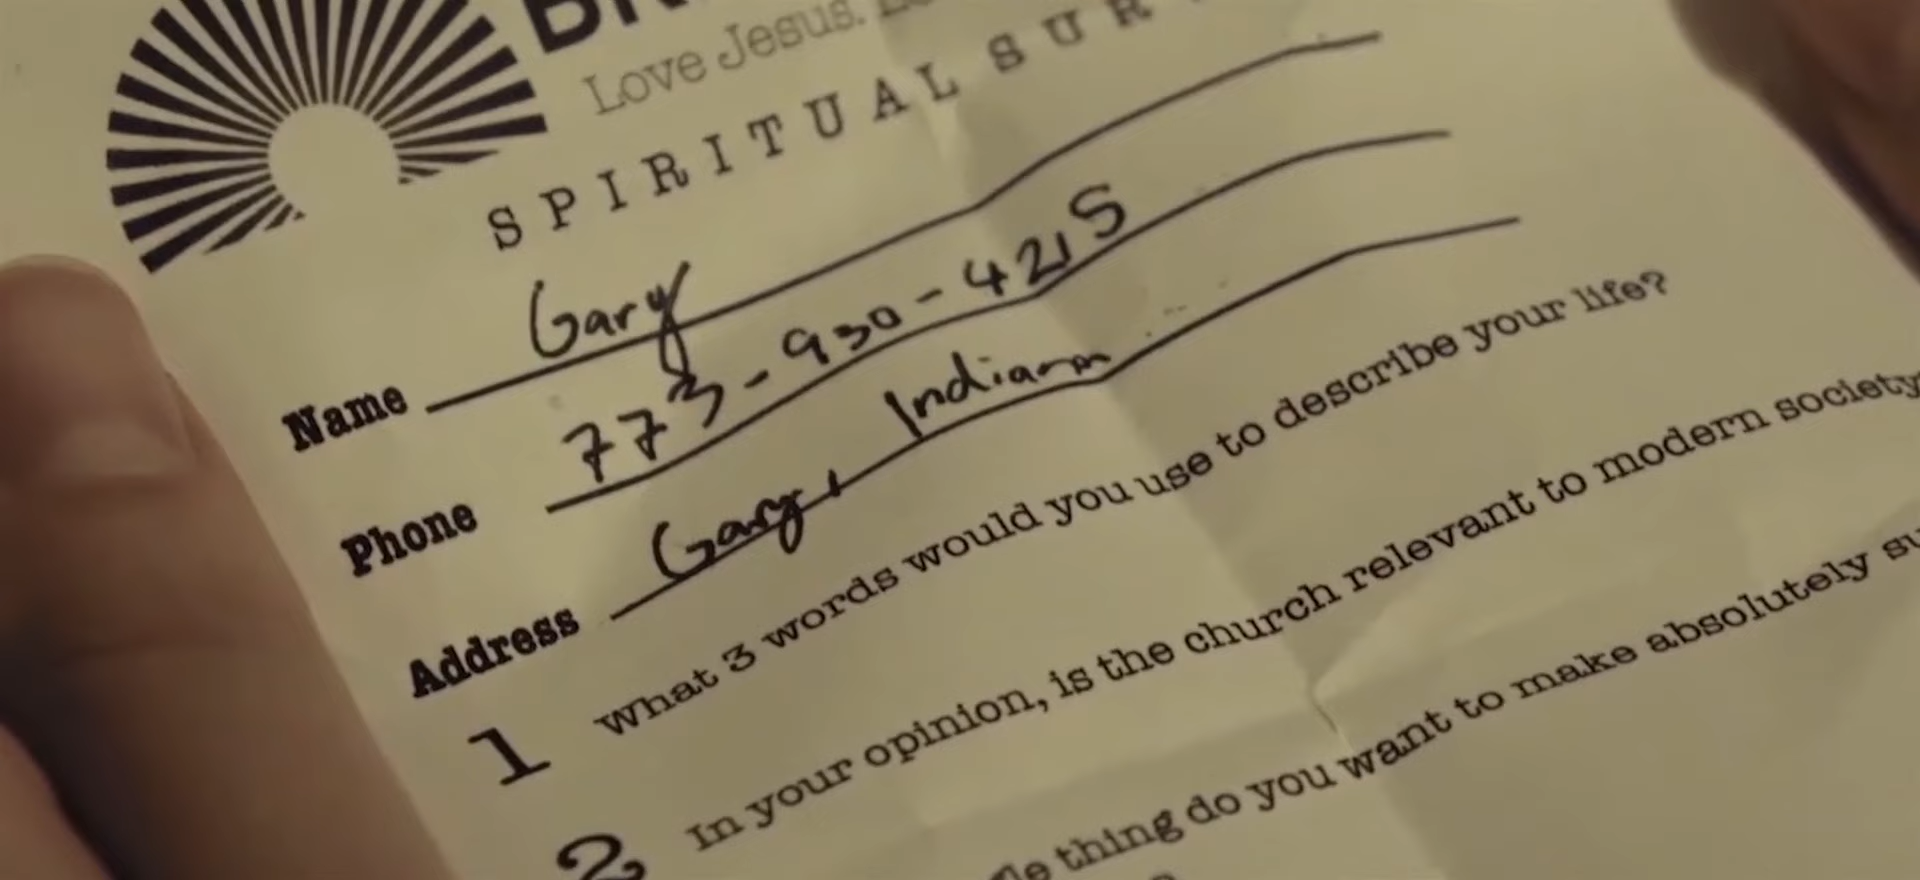 Love Jesus.
SPIRITUAL
Name Gary
Phone 773-930-4215
Address Gary, Indiana
1 What 3 words would you use to describe your life?
2 In your opinion, is the church relevant to modern society
thing do you want to make absolutely